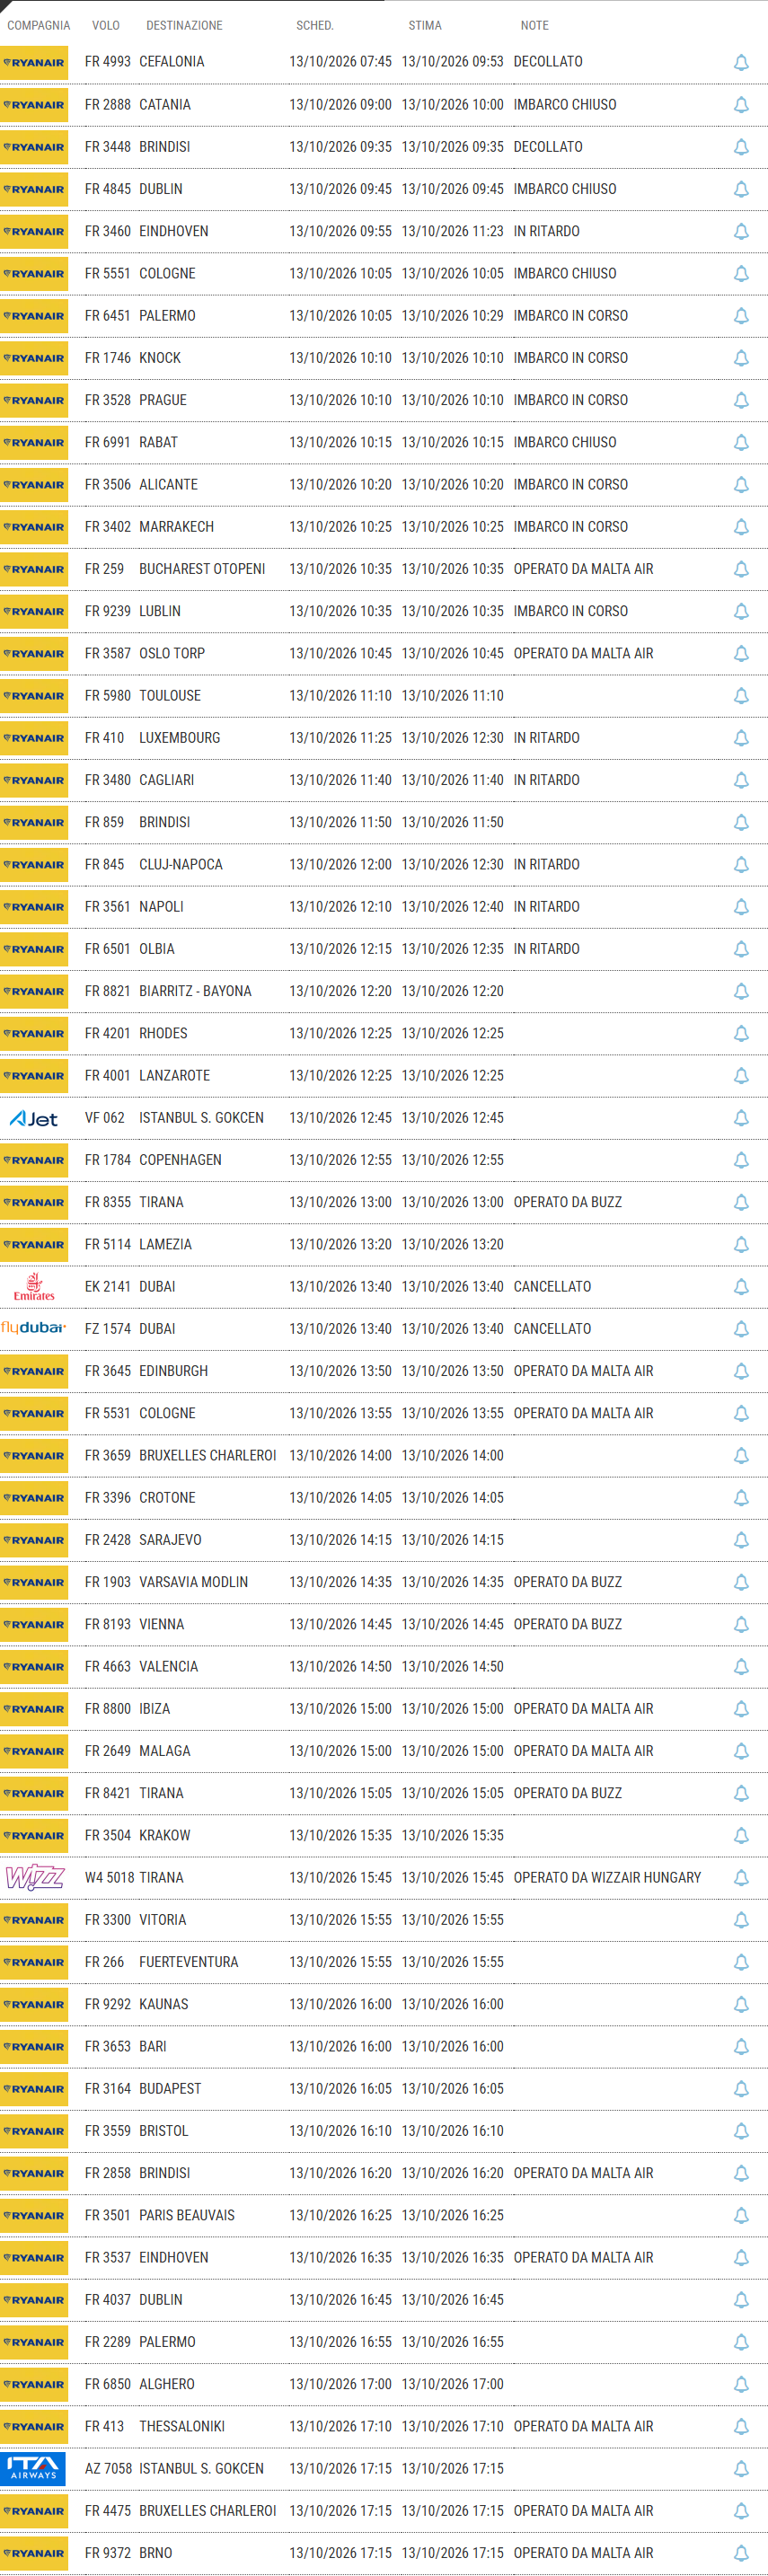 COMPAGNIA VOLO DESTINAZIONE SCHED. STIMA NOTE
RYANAIR FR 4993 CEFALONIA 13/10/2026 07:45 13/10/2026 09:53 DECOLLATO
RYANAIR FR 2888 CATANIA 13/10/2026 09:00 13/10/2026 10:00 IMBARCO CHIUSO
RYANAIR FR 3448 BRINDISI 13/10/2026 09:35 13/10/2026 09:35 DECOLLATO
RYANAIR FR 4845 DUBLIN 13/10/2026 09:45 13/10/2026 09:45 IMBARCO CHIUSO
RYANAIR FR 3460 EINDHOVEN 13/10/2026 09:55 13/10/2026 11:23 IN RITARDO
RYANAIR FR 5551 COLOGNE 13/10/2026 10:05 13/10/2026 10:05 IMBARCO CHIUSO
RYANAIR FR 6451 PALERMO 13/10/2026 10:05 13/10/2026 10:29 IMBARCO IN CORSO
RYANAIR FR 1746 KNOCK 13/10/2026 10:10 13/10/2026 10:10 IMBARCO IN CORSO
RYANAIR FR 3528 PRAGUE 13/10/2026 10:10 13/10/2026 10:10 IMBARCO IN CORSO
RYANAIR FR 6991 RABAT 13/10/2026 10:15 13/10/2026 10:15 IMBARCO CHIUSO
RYANAIR FR 3506 ALICANTE 13/10/2026 10:20 13/10/2026 10:20 IMBARCO IN CORSO
RYANAIR FR 3402 MARRAKECH 13/10/2026 10:25 13/10/2026 10:25 IMBARCO IN CORSO
RYANAIR FR 259 BUCHAREST OTOPENI 13/10/2026 10:35 13/10/2026 10:35 OPERATO DA MALTA AIR
RYANAIR FR 9239 LUBLIN 13/10/2026 10:35 13/10/2026 10:35 IMBARCO IN CORSO
RYANAIR FR 3587 OSLO TORP 13/10/2026 10:45 13/10/2026 10:45 OPERATO DA MALTA AIR
RYANAIR FR 5980 TOULOUSE 13/10/2026 11:10 13/10/2026 11:10
RYANAIR FR 410 LUXEMBOURG 13/10/2026 11:25 13/10/2026 12:30 IN RITARDO
RYANAIR FR 3480 CAGLIARI 13/10/2026 11:40 13/10/2026 11:40 IN RITARDO
RYANAIR FR 859 BRINDISI 13/10/2026 11:50 13/10/2026 11:50
RYANAIR FR 845 CLUJ-NAPOCA 13/10/2026 12:00 13/10/2026 12:30 IN RITARDO
RYANAIR FR 3561 NAPOLI 13/10/2026 12:10 13/10/2026 12:40 IN RITARDO
RYANAIR FR 6501 OLBIA 13/10/2026 12:15 13/10/2026 12:35 IN RITARDO
RYANAIR FR 8821 BIARRITZ - BAYONA 13/10/2026 12:20 13/10/2026 12:20
RYANAIR FR 4201 RHODES 13/10/2026 12:25 13/10/2026 12:25
RYANAIR FR 4001 LANZAROTE 13/10/2026 12:25 13/10/2026 12:25
AJet VF 062 ISTANBUL S. GOKCEN 13/10/2026 12:45 13/10/2026 12:45
RYANAIR FR 1784 COPENHAGEN 13/10/2026 12:55 13/10/2026 12:55
RYANAIR FR 8355 TIRANA 13/10/2026 13:00 13/10/2026 13:00 OPERATO DA BUZZ
RYANAIR FR 5114 LAMEZIA 13/10/2026 13:20 13/10/2026 13:20
Emirates EK 2141 DUBAI 13/10/2026 13:40 13/10/2026 13:40 CANCELLATO
flydubai FZ 1574 DUBAI 13/10/2026 13:40 13/10/2026 13:40 CANCELLATO
RYANAIR FR 3645 EDINBURGH 13/10/2026 13:50 13/10/2026 13:50 OPERATO DA MALTA AIR
RYANAIR FR 5531 COLOGNE 13/10/2026 13:55 13/10/2026 13:55 OPERATO DA MALTA AIR
RYANAIR FR 3659 BRUXELLES CHARLEROI 13/10/2026 14:00 13/10/2026 14:00
RYANAIR FR 3396 CROTONE 13/10/2026 14:05 13/10/2026 14:05
RYANAIR FR 2428 SARAJEVO 13/10/2026 14:15 13/10/2026 14:15
RYANAIR FR 1903 VARSAVIA MODLIN 13/10/2026 14:35 13/10/2026 14:35 OPERATO DA BUZZ
RYANAIR FR 8193 VIENNA 13/10/2026 14:45 13/10/2026 14:45 OPERATO DA BUZZ
RYANAIR FR 4663 VALENCIA 13/10/2026 14:50 13/10/2026 14:50
RYANAIR FR 8800 IBIZA 13/10/2026 15:00 13/10/2026 15:00 OPERATO DA MALTA AIR
RYANAIR FR 2649 MALAGA 13/10/2026 15:00 13/10/2026 15:00 OPERATO DA MALTA AIR
RYANAIR FR 8421 TIRANA 13/10/2026 15:05 13/10/2026 15:05 OPERATO DA BUZZ
RYANAIR FR 3504 KRAKOW 13/10/2026 15:35 13/10/2026 15:35
WIZZ W4 5018 TIRANA 13/10/2026 15:45 13/10/2026 15:45 OPERATO DA WIZZAIR HUNGARY
RYANAIR FR 3300 VITORIA 13/10/2026 15:55 13/10/2026 15:55
RYANAIR FR 266 FUERTEVENTURA 13/10/2026 15:55 13/10/2026 15:55
RYANAIR FR 9292 KAUNAS 13/10/2026 16:00 13/10/2026 16:00
RYANAIR FR 3653 BARI 13/10/2026 16:00 13/10/2026 16:00
RYANAIR FR 3164 BUDAPEST 13/10/2026 16:05 13/10/2026 16:05
RYANAIR FR 3559 BRISTOL 13/10/2026 16:10 13/10/2026 16:10
RYANAIR FR 2858 BRINDISI 13/10/2026 16:20 13/10/2026 16:20 OPERATO DA MALTA AIR
RYANAIR FR 3501 PARIS BEAUVAIS 13/10/2026 16:25 13/10/2026 16:25
RYANAIR FR 3537 EINDHOVEN 13/10/2026 16:35 13/10/2026 16:35 OPERATO DA MALTA AIR
RYANAIR FR 4037 DUBLIN 13/10/2026 16:45 13/10/2026 16:45
RYANAIR FR 2289 PALERMO 13/10/2026 16:55 13/10/2026 16:55
RYANAIR FR 6850 ALGHERO 13/10/2026 17:00 13/10/2026 17:00
RYANAIR FR 413 THESSALONIKI 13/10/2026 17:10 13/10/2026 17:10 OPERATO DA MALTA AIR
ITA AIRWAYS AZ 7058 ISTANBUL S. GOKCEN 13/10/2026 17:15 13/10/2026 17:15
RYANAIR FR 4475 BRUXELLES CHARLEROI 13/10/2026 17:15 13/10/2026 17:15 OPERATO DA MALTA AIR
RYANAIR FR 9372 BRNO 13/10/2026 17:15 13/10/2026 17:15 OPERATO DA MALTA AIR